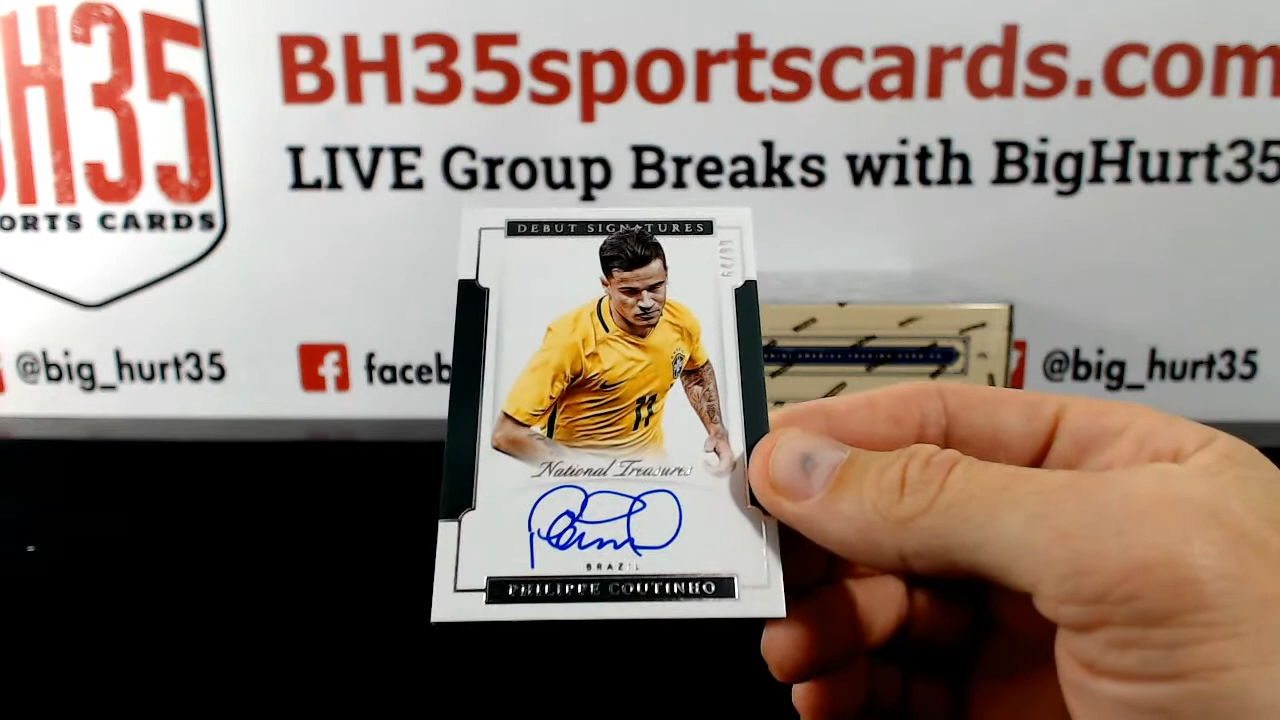 H35
ORTS CARDS
BH35sportscards.com
LIVE Group Breaks with BigHurt35
@big_hurt35
f faceb
@big_hurt35
DEBUT SIGNATURES
11
National Treasures
BRAZIL
PHILIPPE COUTINHO